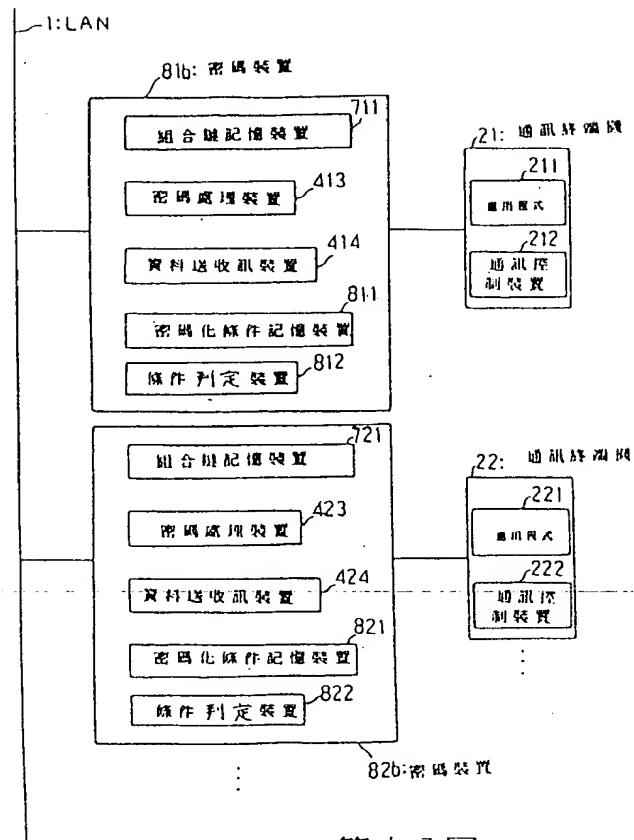 1:LAN
81b: 密碼裝置
711
組合鍵記憶裝置
413
密碼處理裝置
414
資料送收訊裝置
811
密碼化條件記憶裝置
812
條件判定裝置
21: 通訊終端機
211
應用程式
212
通訊控
制裝置
721
組合鍵記憶裝置
423
密碼處理裝置
424
資料送收訊裝置
821
密碼化條件記憶裝置
822
條件判定裝置
82b:密碼裝置
22: 通訊終端機
221
應用程式
222
通訊控
制裝置